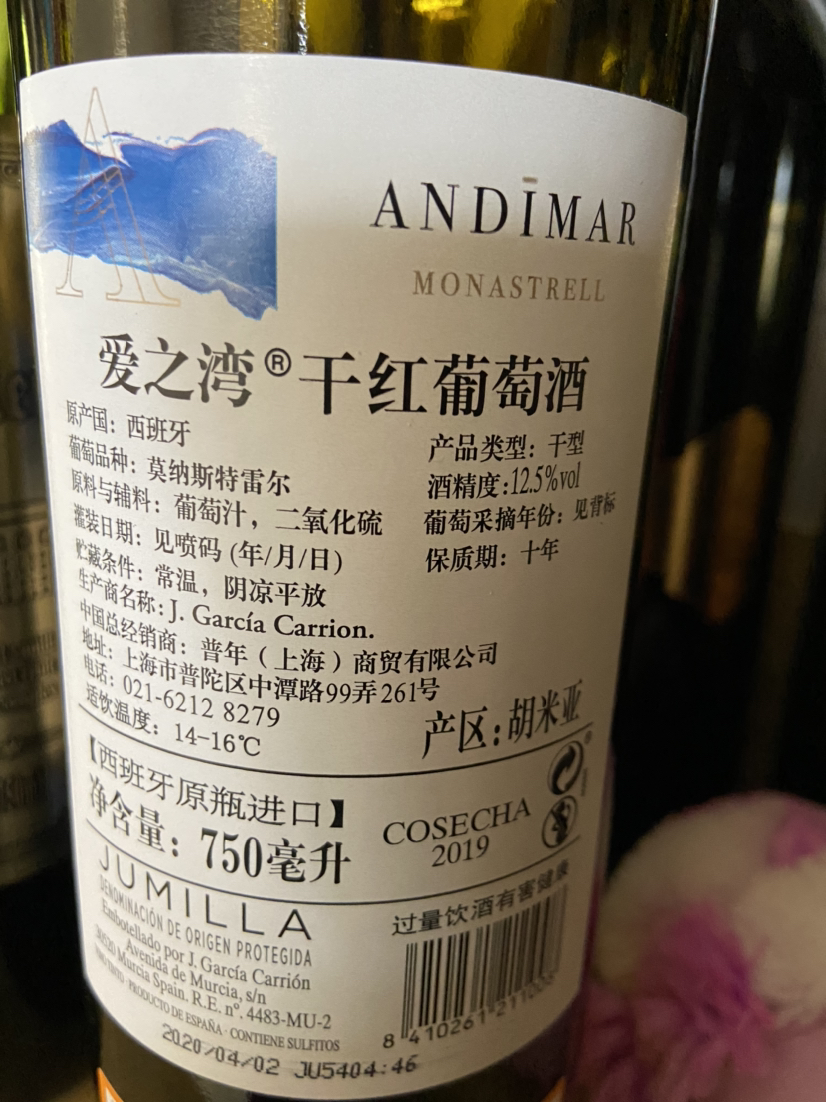 ANDĪMAR
MONASTRELL
爱之湾®干红葡萄酒
原产国：西班牙
葡萄品种：莫纳斯特雷尔
原料与辅料：葡萄汁，二氧化硫
灌装日期：见喷码 (年/月/日)
贮藏条件：常温，阴凉平放
生产商名称：J. García Carrion.
中国总经销商：普年（上海）商贸有限公司
地址：上海市普陀区中潭路99弄261号
电话：021-6212 8279
适饮温度：14-16℃
产品类型：干型
酒精度:12.5%vol
葡萄采摘年份：见背标
保质期：十年
产区：胡米亚
【西班牙原瓶进口】
净含量：750毫升
COSECHA
2019
JUMILLA
DENOMINACIÓN DE ORIGEN PROTEGIDA
Embotellado por J. García Carrión
Avenida de Murcia, s/n
30520 Murcia Spain. R.E. nº. 4483-MU-2
VINO TINTO · PRODUCTO DE ESPAÑA · CONTIENE SULFITOS
过量饮酒有害健康
8 410261 211003
2020/04/02 JU5404:46